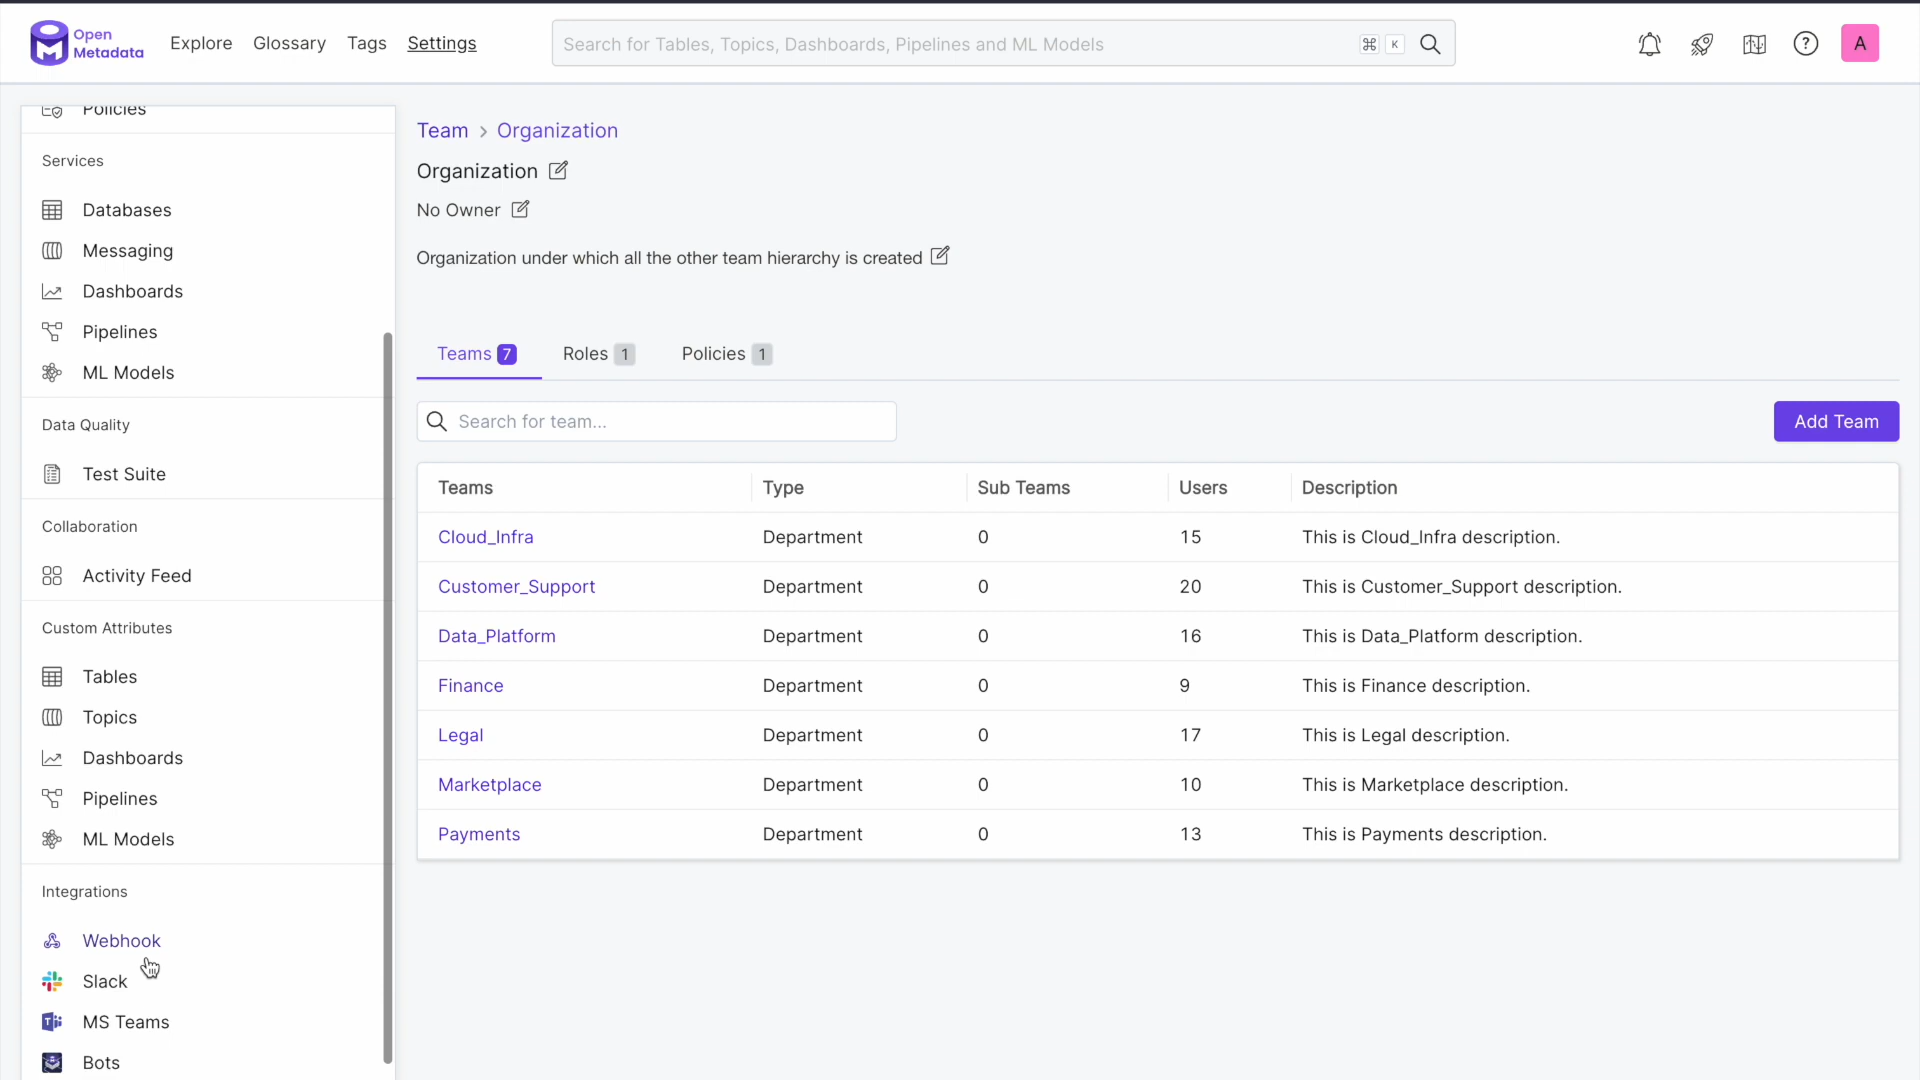 Open
Metadata
Explore
Glossary
Tags
Settings
Search for Tables, Topics, Dashboards, Pipelines and ML Models
⌘ K
A
Policies
Services
Databases
Messaging
Dashboards
Pipelines
ML Models
Data Quality
Test Suite
Collaboration
Activity Feed
Custom Attributes
Tables
Topics
Dashboards
Pipelines
ML Models
Integrations
Webhook
Slack
MS Teams
Bots
Team > Organization
Organization
No Owner
Organization under which all the other team hierarchy is created
Teams 7 Roles 1 Policies 1
Search for team...
Add Team
Teams Type Sub Teams Users Description
Cloud_Infra Department 0 15 This is Cloud_Infra description.
Customer_Support Department 0 20 This is Customer_Support description.
Data_Platform Department 0 16 This is Data_Platform description.
Finance Department 0 9 This is Finance description.
Legal Department 0 17 This is Legal description.
Marketplace Department 0 10 This is Marketplace description.
Payments Department 0 13 This is Payments description.